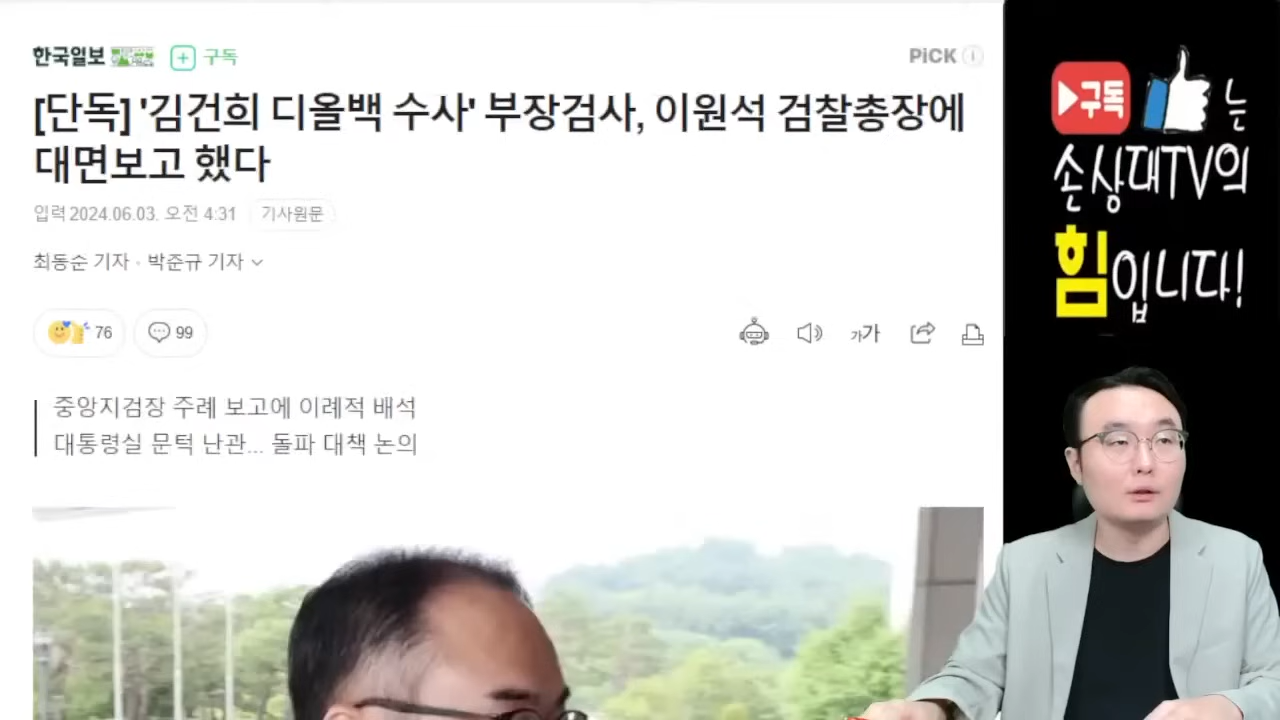 한국일보
구독
PiCK
[단독] '김건희 디올백 수사' 부장검사, 이원석 검찰총장에
대면보고 했다
입력 2024.06.03. 오전 4:31
기사원문
최동순 기자 · 박준규 기자
76
99
가가
중앙지검장 주례 보고에 이례적 배석
대통령실 문턱 난관... 돌파 대책 논의
구독
는
손상대TV의
힘입니다!